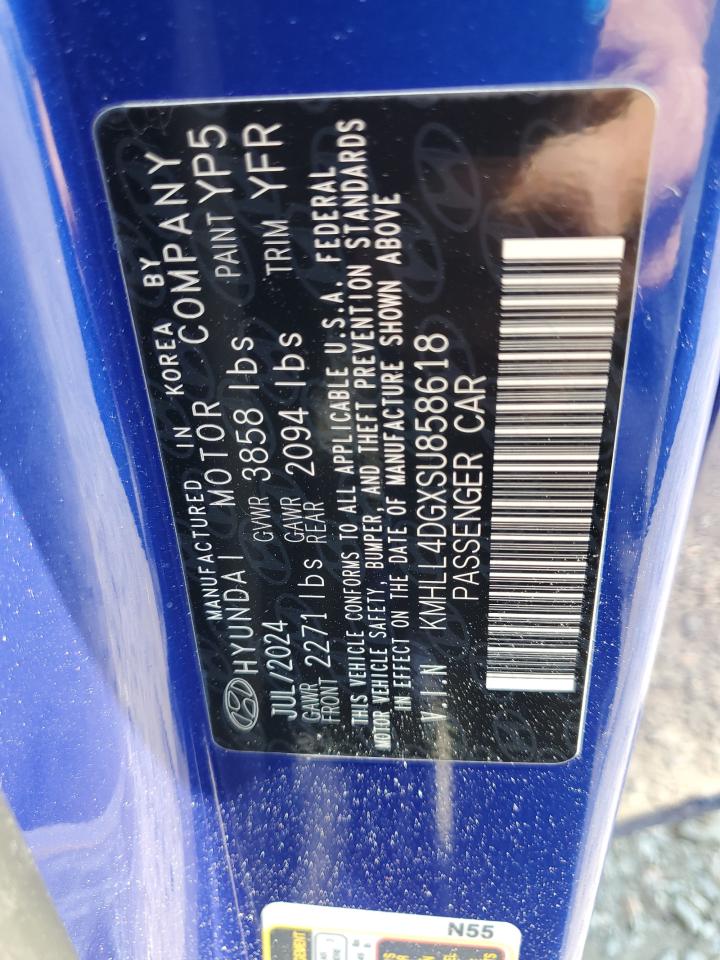 MANUFACTURED IN KOREA BY
HYUNDAI MOTOR COMPANY
JUL/2024 GVWR 3858 lbs PAINT YP5
GAWR FRONT 2271 lbs GAWR REAR 2094 lbs TRIM YFR
THIS VEHICLE CONFORMS TO ALL APPLICABLE U.S.A. FEDERAL
MOTOR VEHICLE SAFETY, BUMPER, AND THEFT PREVENTION STANDARDS
IN EFFECT ON THE DATE OF MANUFACTURE SHOWN ABOVE
V.I.N KMHLL4DGXSU858618
PASSENGER CAR
N55